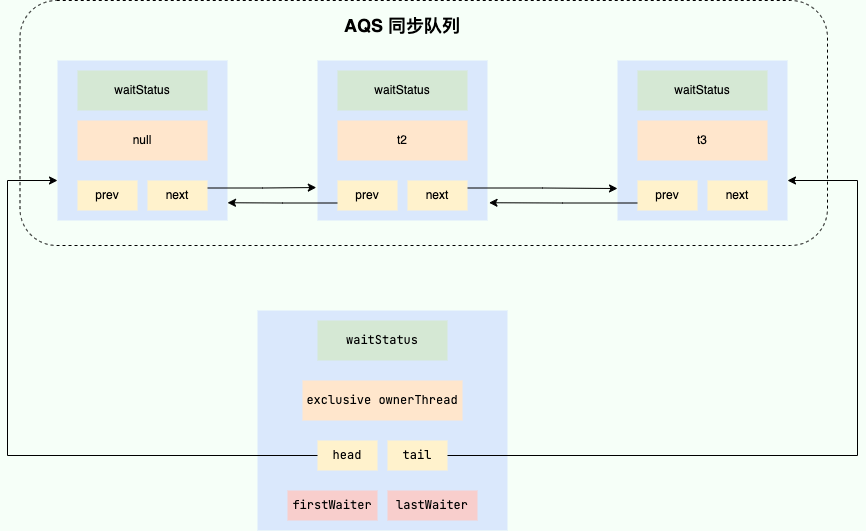 AQS 同步队列
waitStatus waitStatus waitStatus
null t2 t3
prev next prev next prev next
waitStatus
exclusive ownerThread
head tail
firstWaiter lastWaiter